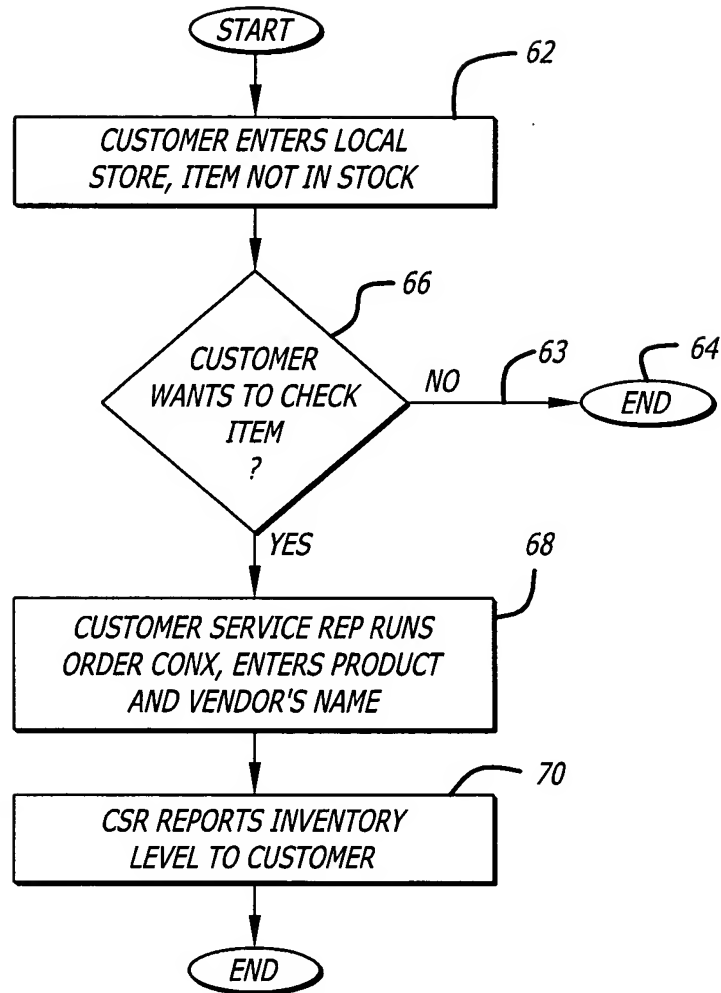 START
62
CUSTOMER ENTERS LOCAL
STORE, ITEM NOT IN STOCK
66
CUSTOMER
WANTS TO CHECK
ITEM
?
NO
63
64
END
YES
68
CUSTOMER SERVICE REP RUNS
ORDER CONX, ENTERS PRODUCT
AND VENDOR'S NAME
70
CSR REPORTS INVENTORY
LEVEL TO CUSTOMER
END